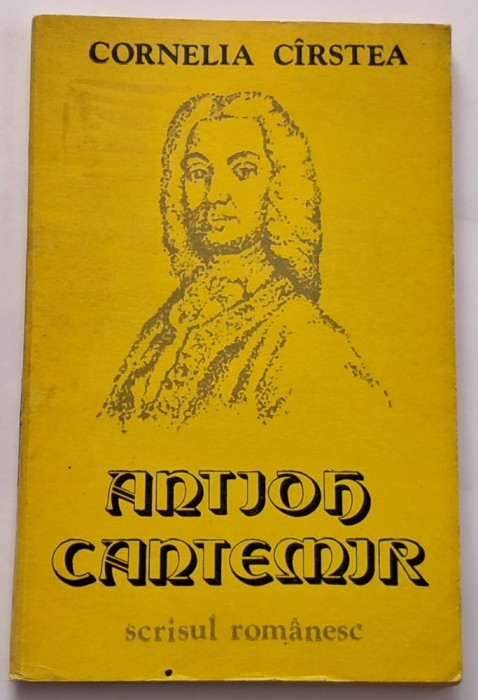 CORNELIA CÎRSTEA
ANTIOH
CANTEMIR
scrisul românesc